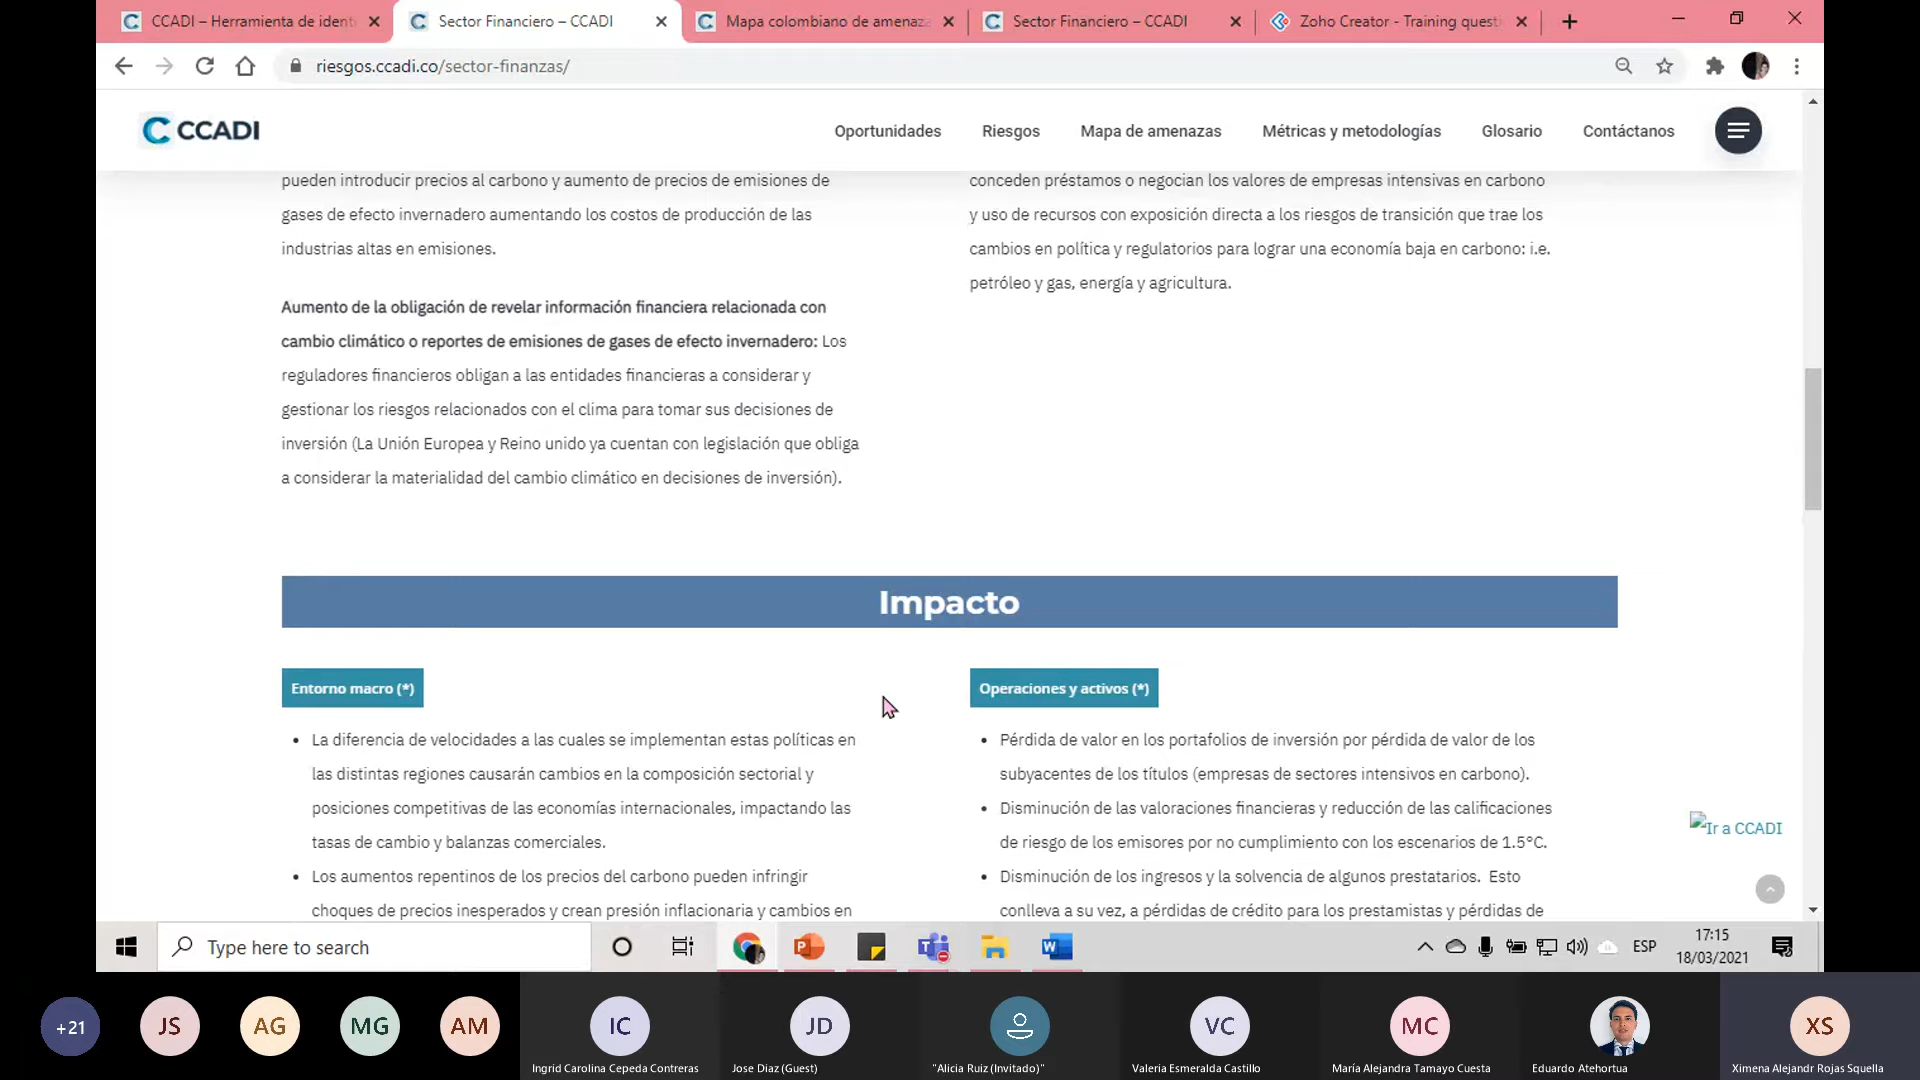 CCADI – Herramienta de ident
Sector Financiero – CCADI
Mapa colombiano de amenaza
Sector Financiero – CCADI
Zoho Creator - Training questi
riesgos.ccadi.co/sector-finanzas/
CCADI
Oportunidades
Riesgos
Mapa de amenazas
Métricas y metodologías
Glosario
Contáctanos
pueden introducir precios al carbono y aumento de precios de emisiones de
gases de efecto invernadero aumentando los costos de producción de las
industrias altas en emisiones.
Aumento de la obligación de revelar información financiera relacionada con
cambio climático o reportes de emisiones de gases de efecto invernadero: Los
reguladores financieros obligan a las entidades financieras a considerar y
gestionar los riesgos relacionados con el clima para tomar sus decisiones de
inversión (La Unión Europea y Reino unido ya cuentan con legislación que obliga
a considerar la materialidad del cambio climático en decisiones de inversión).
conceden préstamos o negocian los valores de empresas intensivas en carbono
y uso de recursos con exposición directa a los riesgos de transición que trae los
cambios en política y regulatorios para lograr una economía baja en carbono: i.e.
petróleo y gas, energía y agricultura.
Impacto
Entorno macro (*)
• La diferencia de velocidades a las cuales se implementan estas políticas en
las distintas regiones causarán cambios en la composición sectorial y
posiciones competitivas de las economías internacionales, impactando las
tasas de cambio y balanzas comerciales.
• Los aumentos repentinos de los precios del carbono pueden infringir
choques de precios inesperados y crean presión inflacionaria y cambios en
Operaciones y activos (*)
• Pérdida de valor en los portafolios de inversión por pérdida de valor de los
subyacentes de los títulos (empresas de sectores intensivos en carbono).
• Disminución de las valoraciones financieras y reducción de las calificaciones
de riesgo de los emisores por no cumplimiento con los escenarios de 1.5°C.
• Disminución de los ingresos y la solvencia de algunos prestatarios. Esto
conlleva a su vez, a pérdidas de crédito para los prestamistas y pérdidas de
Ir a CCADI
Type here to search
ESP
17:15
18/03/2021
+21
JS
AG
MG
AM
IC
JD
VC
MC
XS
Ingrid Carolina Cepeda Contreras
Jose Diaz (Guest)
"Alicia Ruiz (Invitado)"
Valeria Esmeralda Castillo
María Alejandra Tamayo Cuesta
Eduardo Atehortua
Ximena Alejandr Rojas Squella